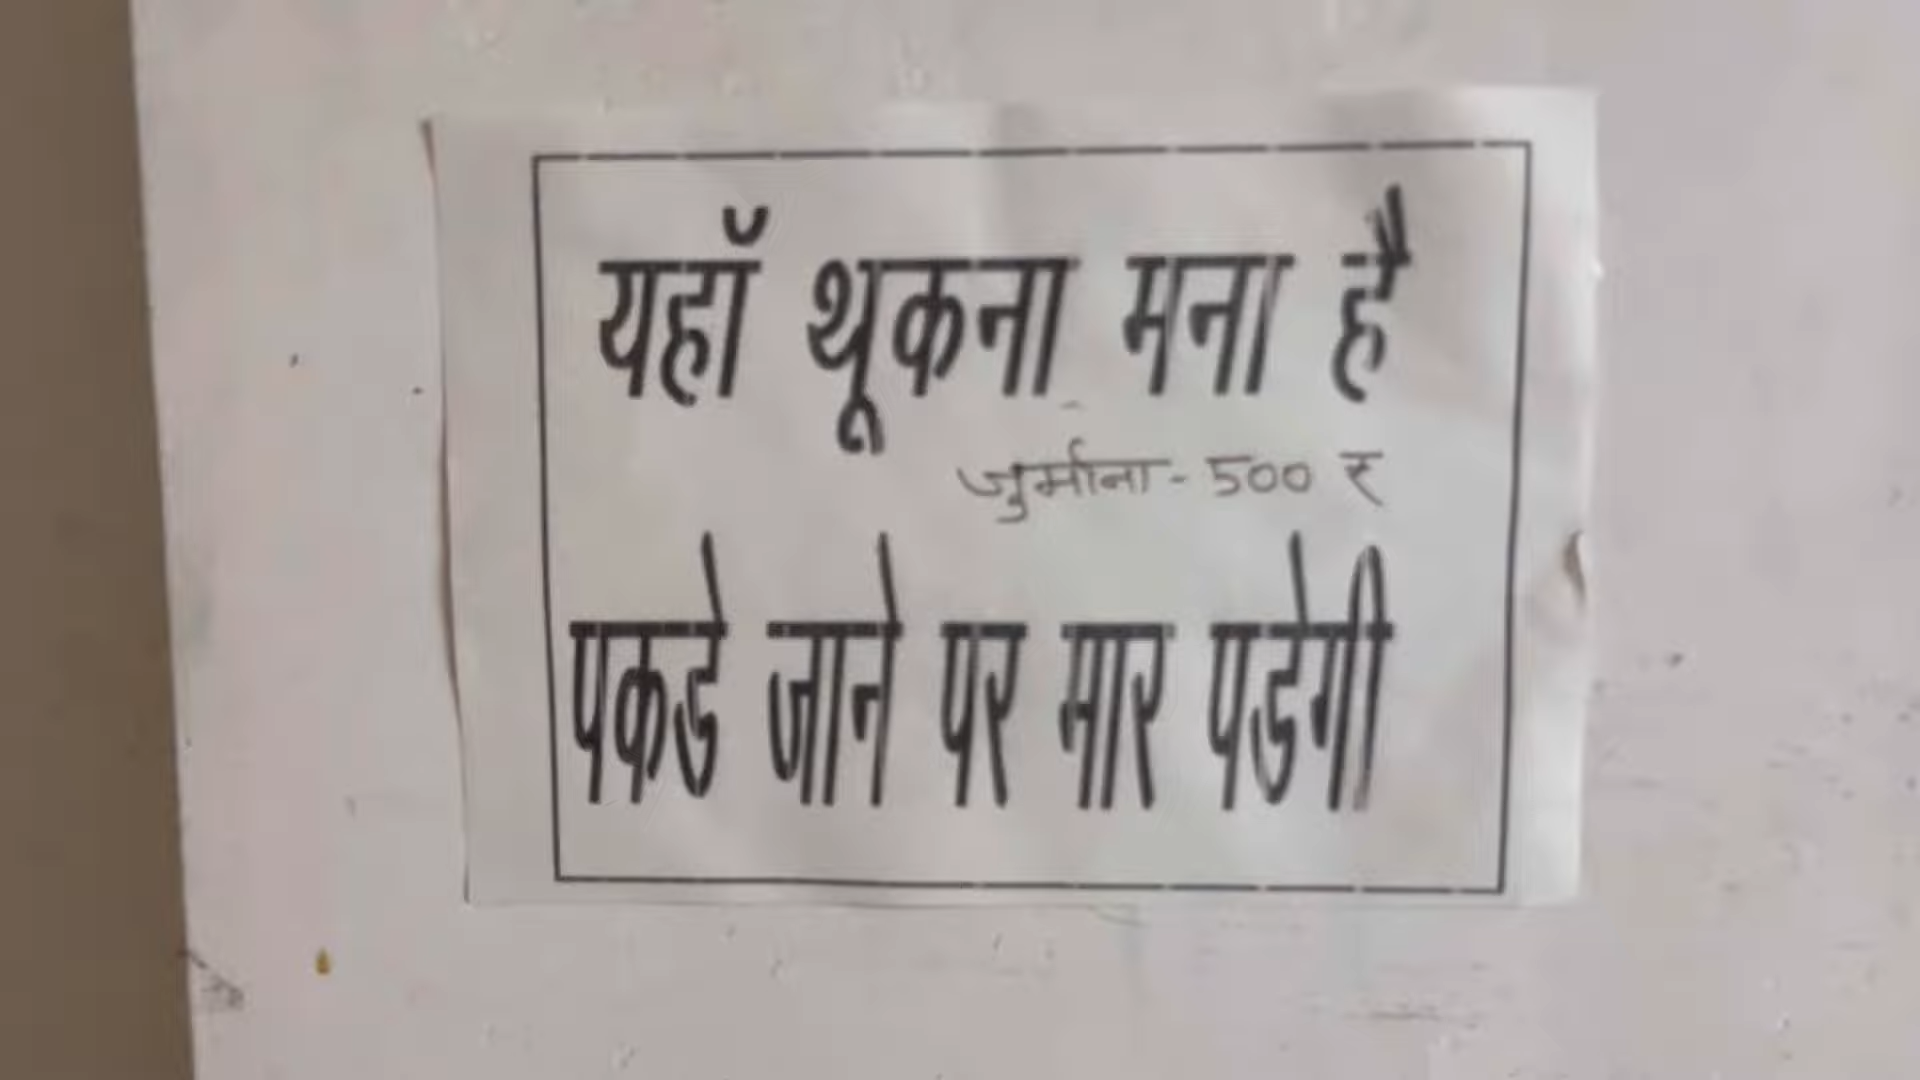 यहाॅ थूकना मना है
जुर्माना - 500 रु
पकडे जाने पर मार पडेगी